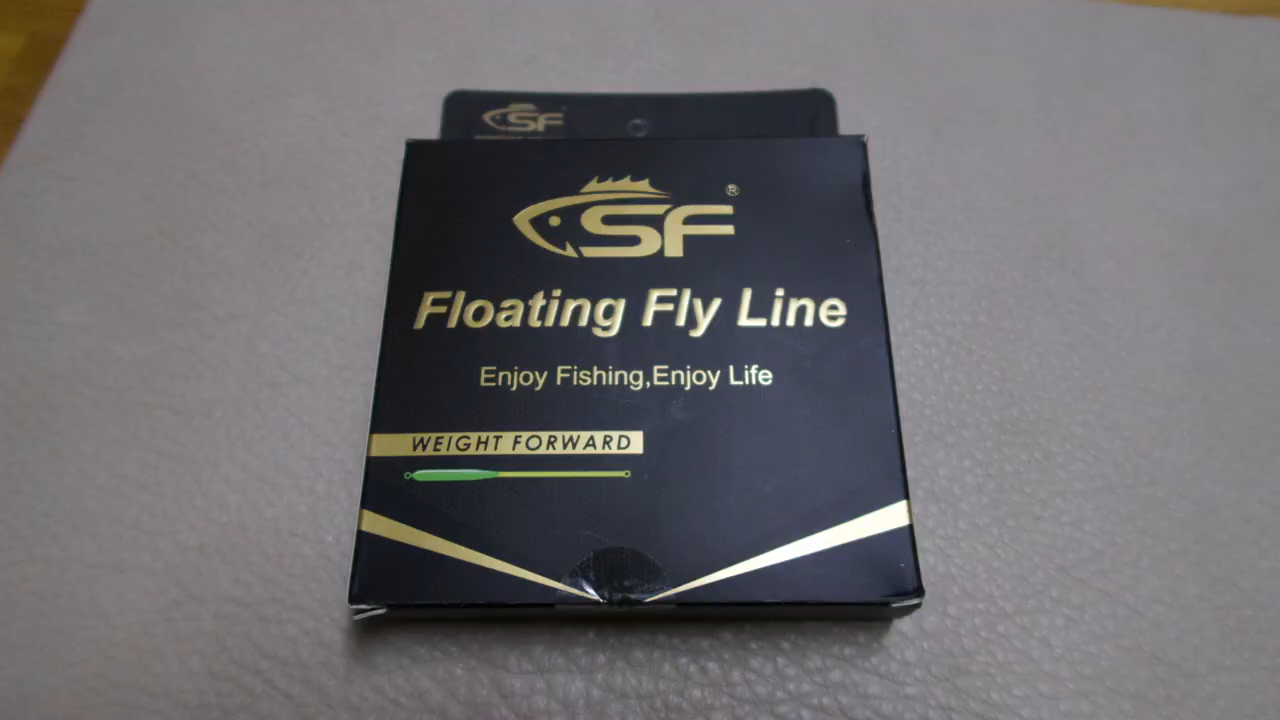 SF
SF®
Floating Fly Line
Enjoy Fishing,Enjoy Life
WEIGHT FORWARD